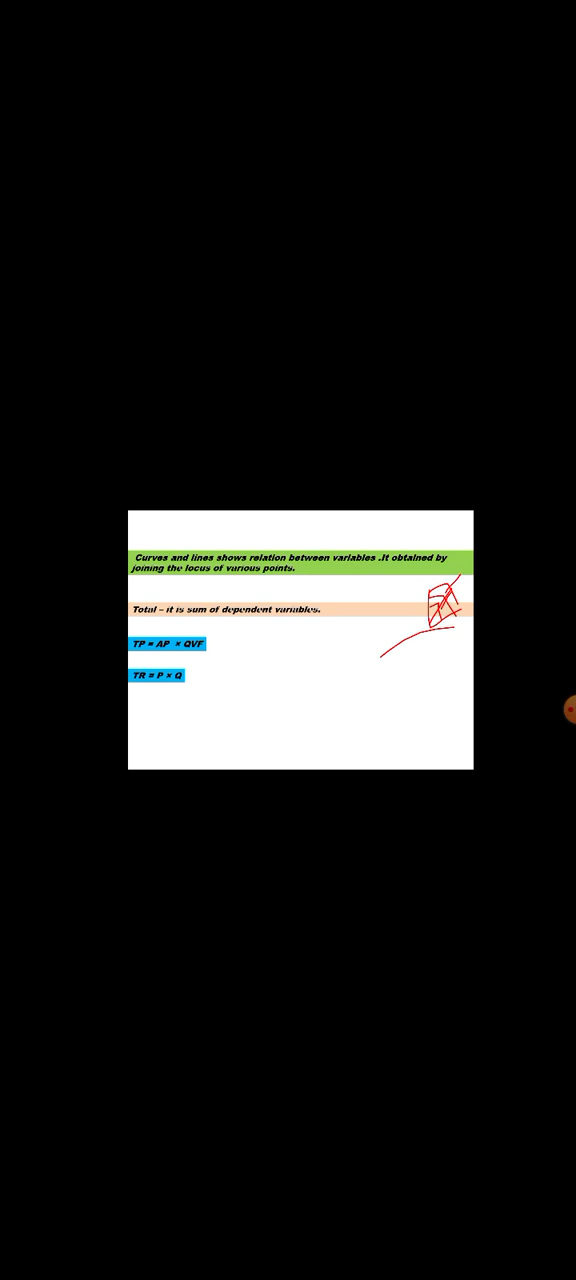 Curves and lines shows relation between variables .It obtained by
joining the locus of various points.
Total – it is sum of dependent variables.
TP = AP × QVF
TR = P × Q